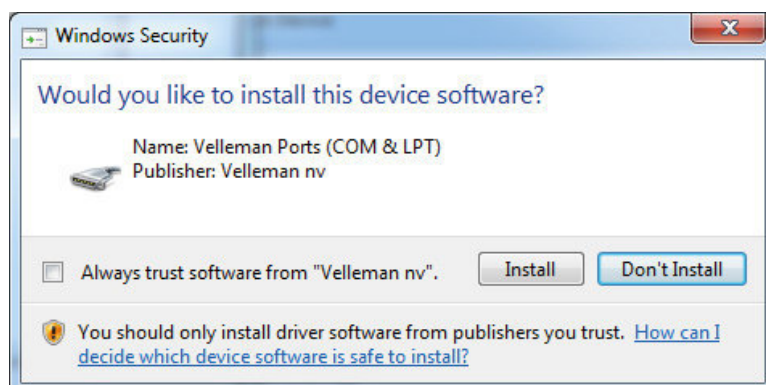 Windows Security
Would you like to install this device software?
Name: Velleman Ports (COM & LPT)
Publisher: Velleman nv
Always trust software from "Velleman nv".
Install
Don't Install
You should only install driver software from publishers you trust. How can I
decide which device software is safe to install?